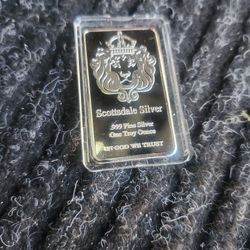 Scottsdale Silver
.999 Fine Silver
One Troy Ounce
IN GOD WE TRUST